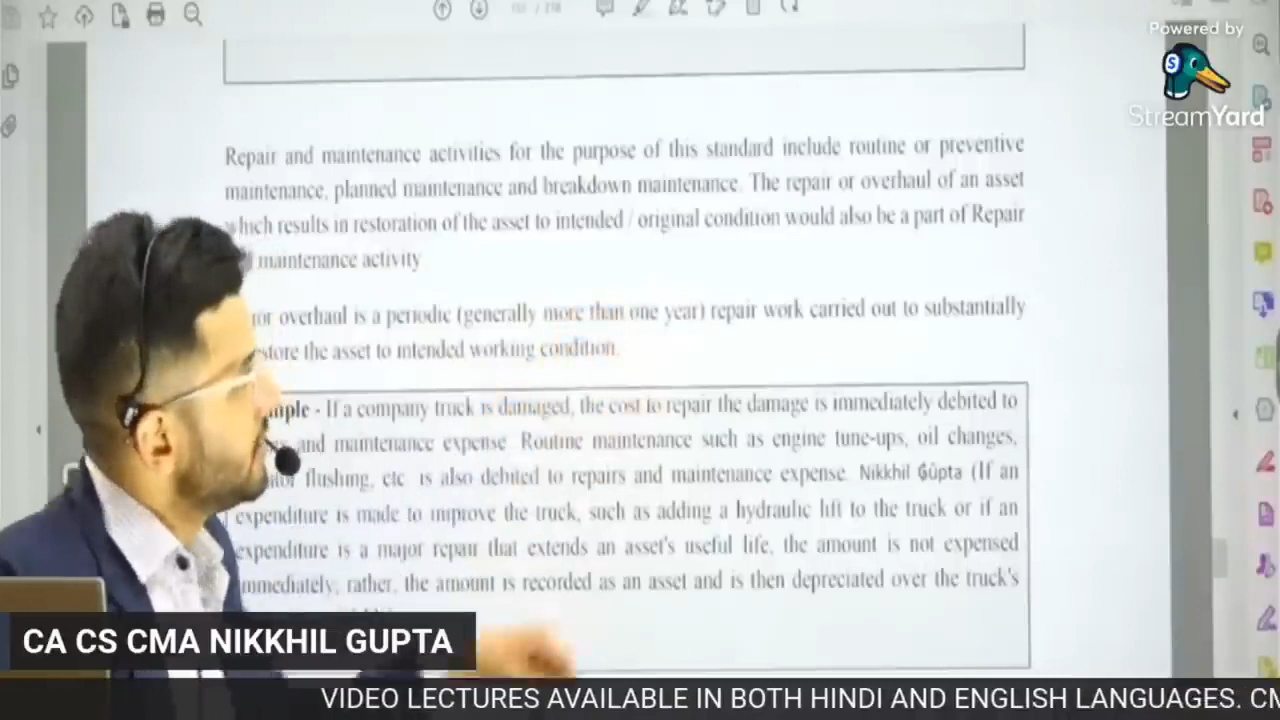 Powered by
StreamYard
Repair and maintenance activities for the purpose of this standard include routine or preventive
maintenance, planned maintenance and breakdown maintenance. The repair or overhaul of an asset
which results in restoration of the asset to intended / original condition would also be a part of Repair
maintenance activity
overhaul is a periodic (generally more than one year) repair work carried out to substantially
the asset to intended working condition.
- If a company truck is damaged, the cost to repair the damage is immediately debited to
and maintenance expense. Routine maintenance such as engine tune-ups, oil changes,
flushing, etc is also debited to repairs and maintenance expense. Nikkhil Gupta (If an
expenditure is made to improve the truck, such as adding a hydraulic lift to the truck or if an
expenditure is a major repair that extends an asset's useful life, the amount is not expensed
immediately; rather, the amount is recorded as an asset and is then depreciated over the truck's
CA CS CMA NIKKHIL GUPTA
VIDEO LECTURES AVAILABLE IN BOTH HINDI AND ENGLISH LANGUAGES. CM